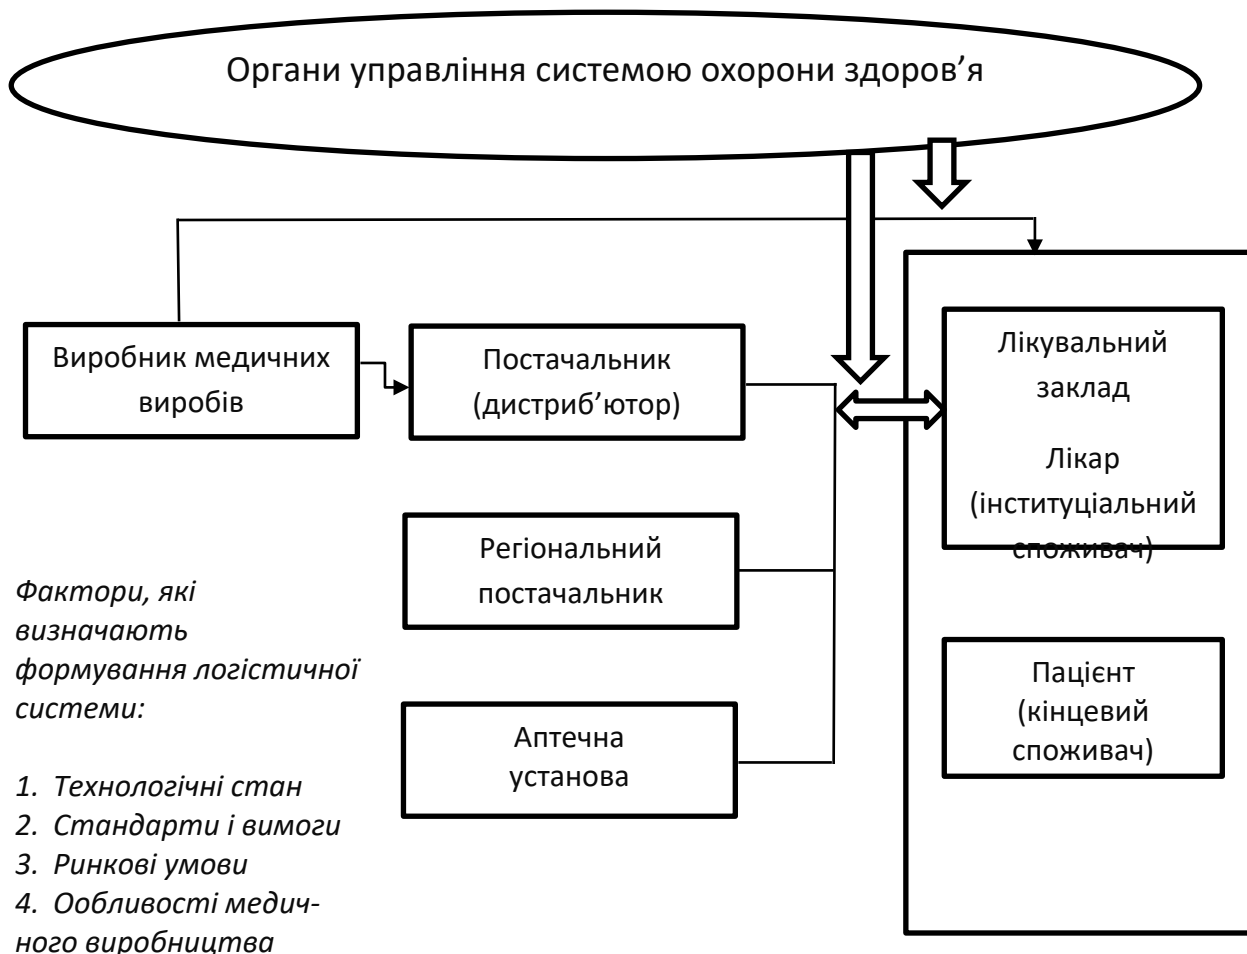 Органи управління системою охорони здоров’я
Виробник медичних
виробів
Постачальник
(дистриб’ютор)
Лікувальний
заклад
Лікар
(інституціальний
споживач)
Регіональний
постачальник
Аптечна
установа
Пацієнт
(кінцевий
споживач)
Фактори, які
визначають
формування логістичної
системи:
1. Технологічні стан
2. Стандарти і вимоги
3. Ринкові умови
4. Ообливості медич-
ного виробництва